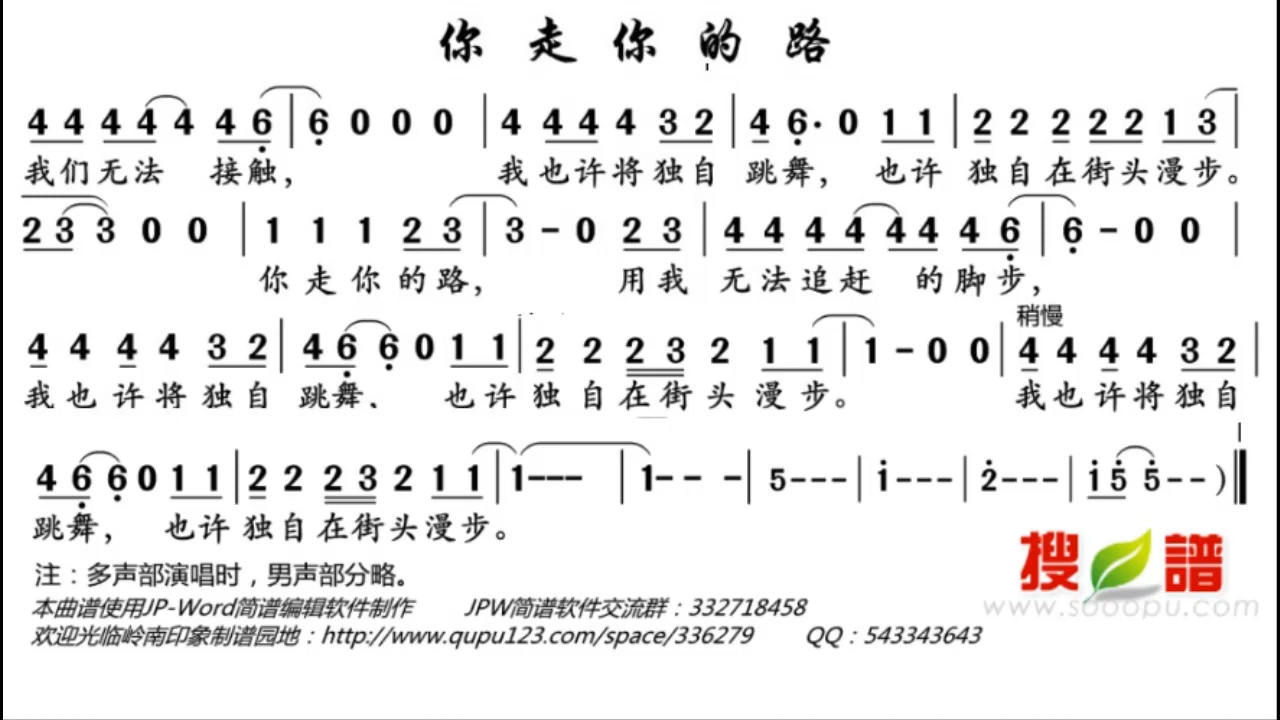 你走你的路
4 4 4 4 4 4 6 | 6 0 0 0 | 4 4 4 4 3 2 | 4 6· 0 1 1 | 2 2 2 2 2 1 3 |
我们无法 接触, 我也许将独自 跳舞, 也许 独自在街头漫步。
2 3 3 0 0 | 1 1 1 2 3 | 3 - 0 2 3 | 4 4 4 4 4 4 4 6 | 6 - 0 0 |
你走你的路, 用我 无法追赶 的脚步,
稍慢
4 4 4 4 3 2 | 4 6 6 0 1 1 | 2 2 2 3 2 1 1 | 1 - 0 0 | 4 4 4 4 3 2 |
我也许将独自 跳舞、 也许独自在街头漫步。 我也许将独自
4 6 6 0 1 1 | 2 2 2 3 2 1 1 | 1 - - - | 1 - - - | 5 - - - | 1 - - - | 2 - - - | 1 5 5 - - ) ‖
跳舞, 也许独自在街头漫步。
注：多声部演唱时，男声部分略。
搜谱
www.sooopu.com
本曲谱使用JP-Word简谱编辑软件制作 JPW简谱软件交流群：332718458
欢迎光临岭南印象制谱园地：http://www.qupu123.com/space/336279 QQ：543343643